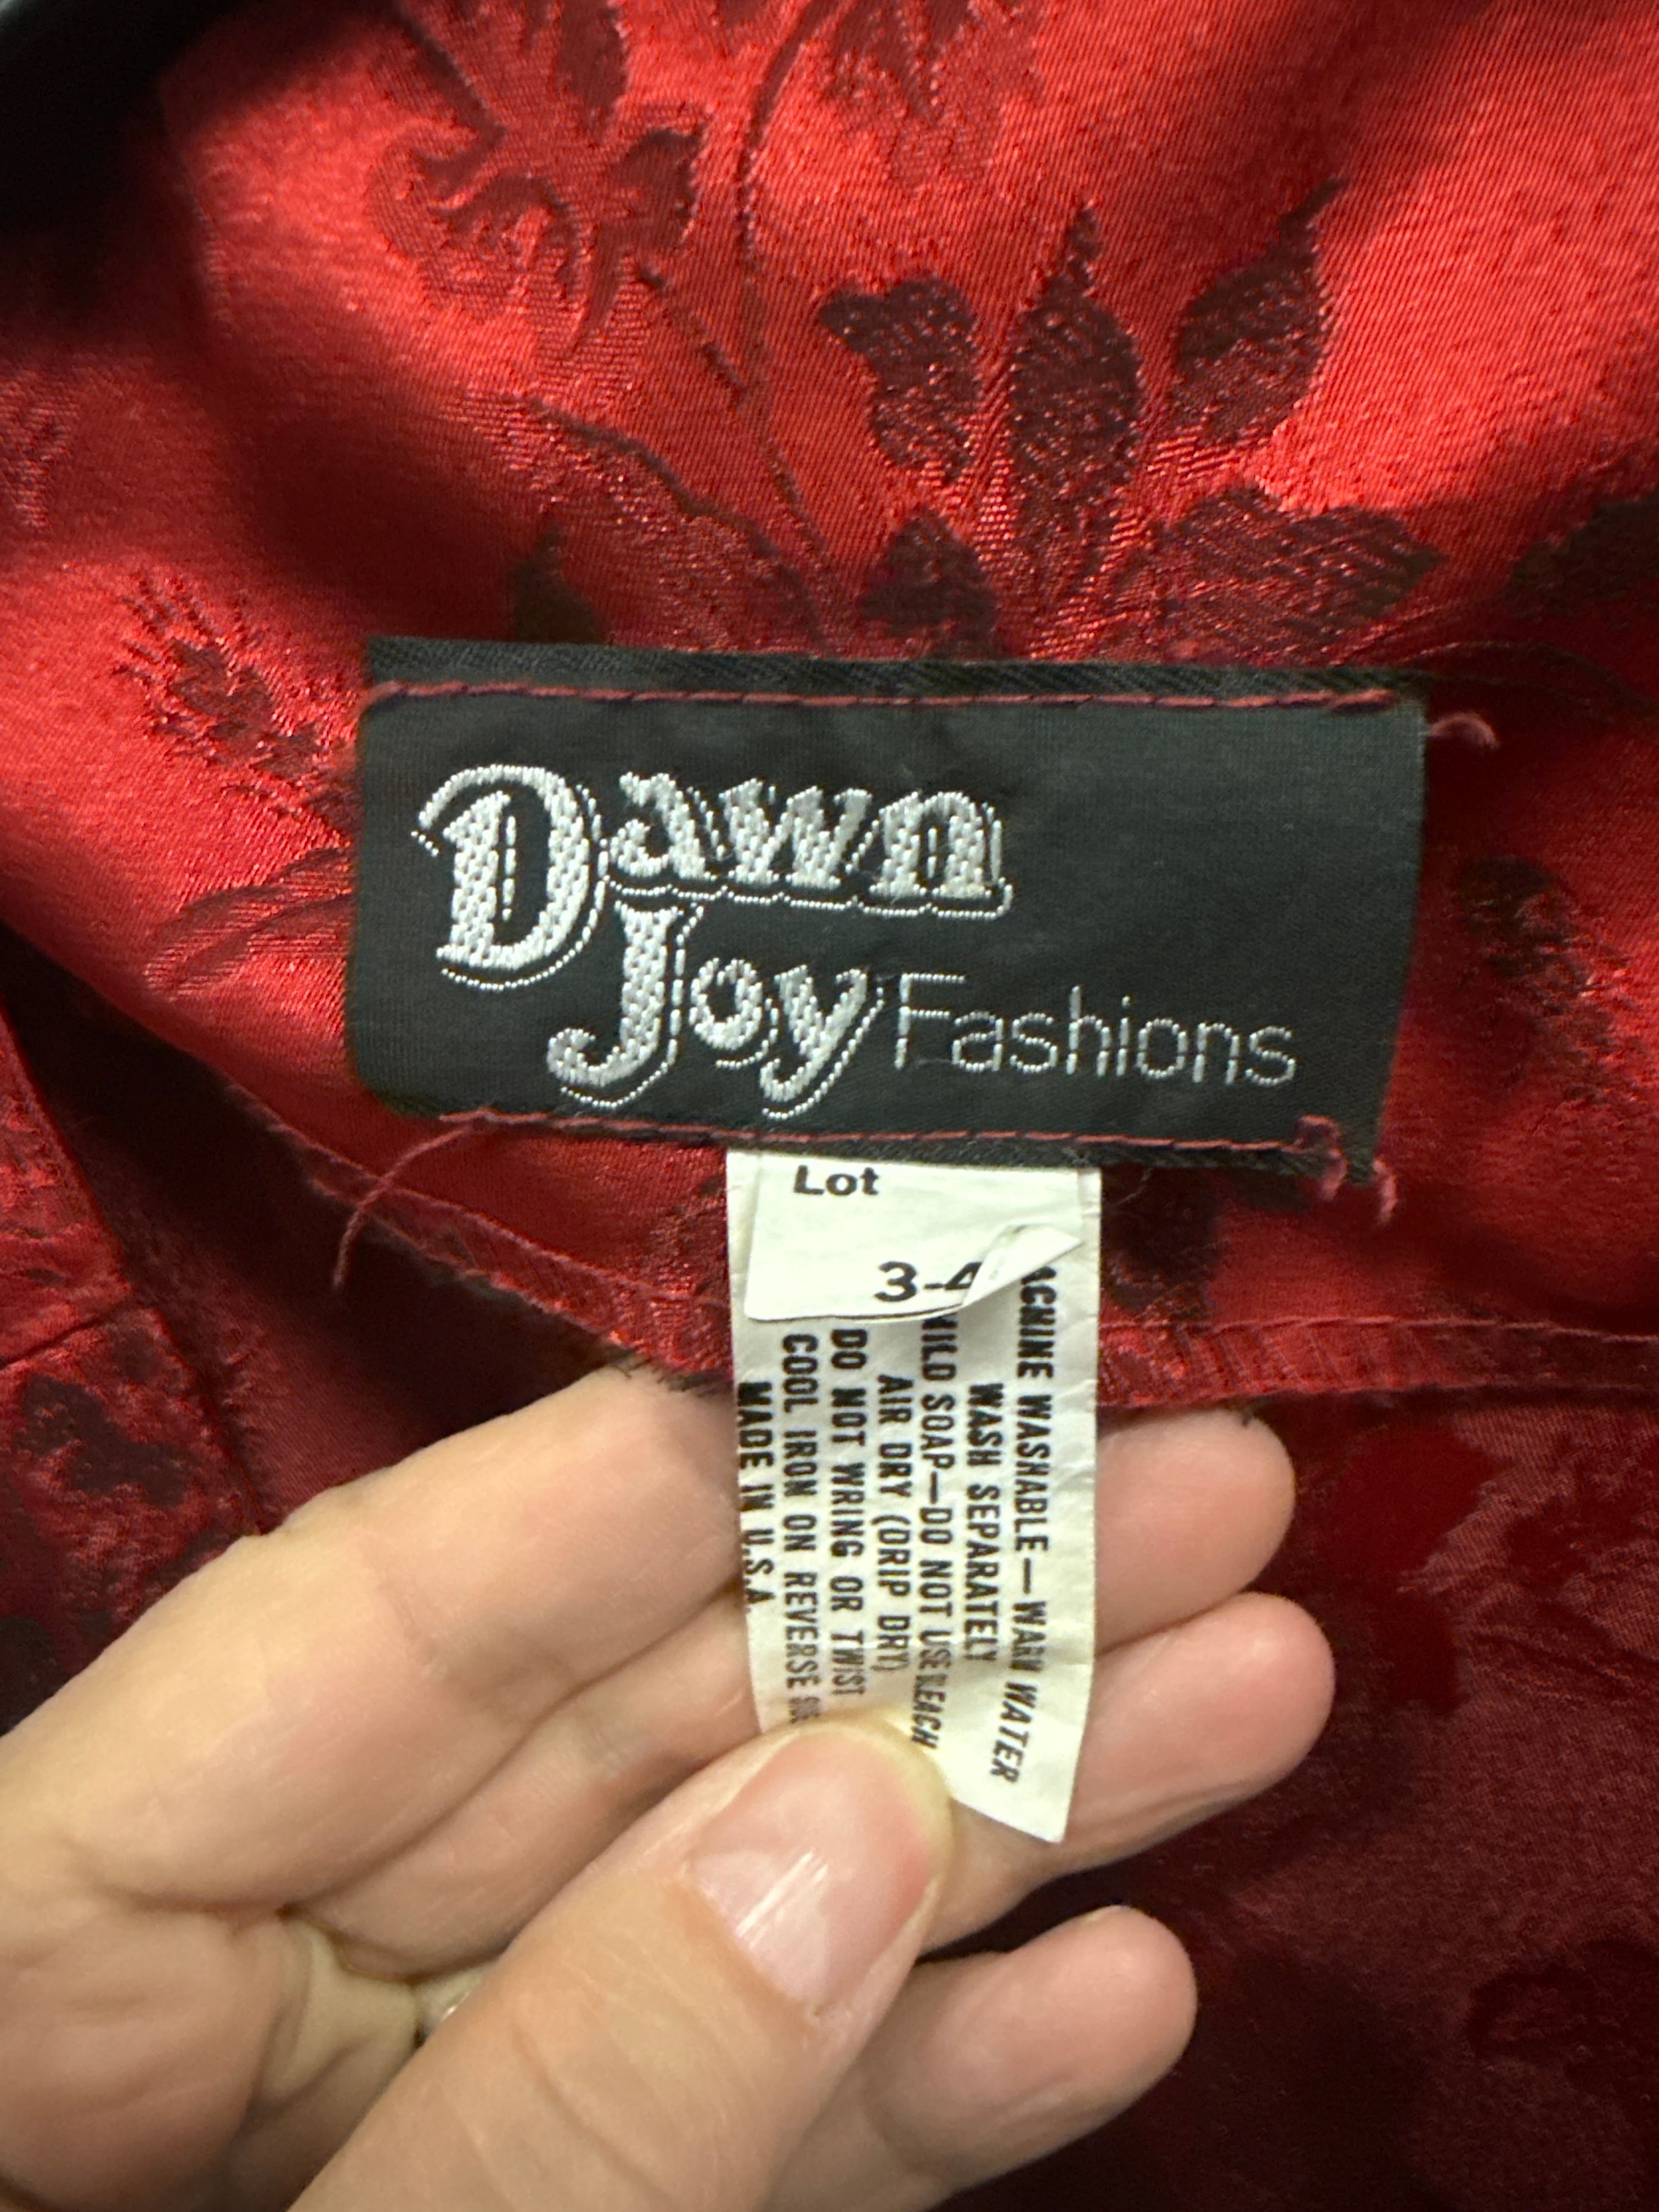 Dawn
Joy Fashions
Lot
3-4
MACHINE WASHABLE—WARM WATER
WASH SEPARATELY
MILD SOAP—DO NOT USE BLEACH
AIR DRY (DRIP DRY)
DO NOT WRING OR TWIST
COOL IRON ON REVERSE
MADE IN U.S.A.